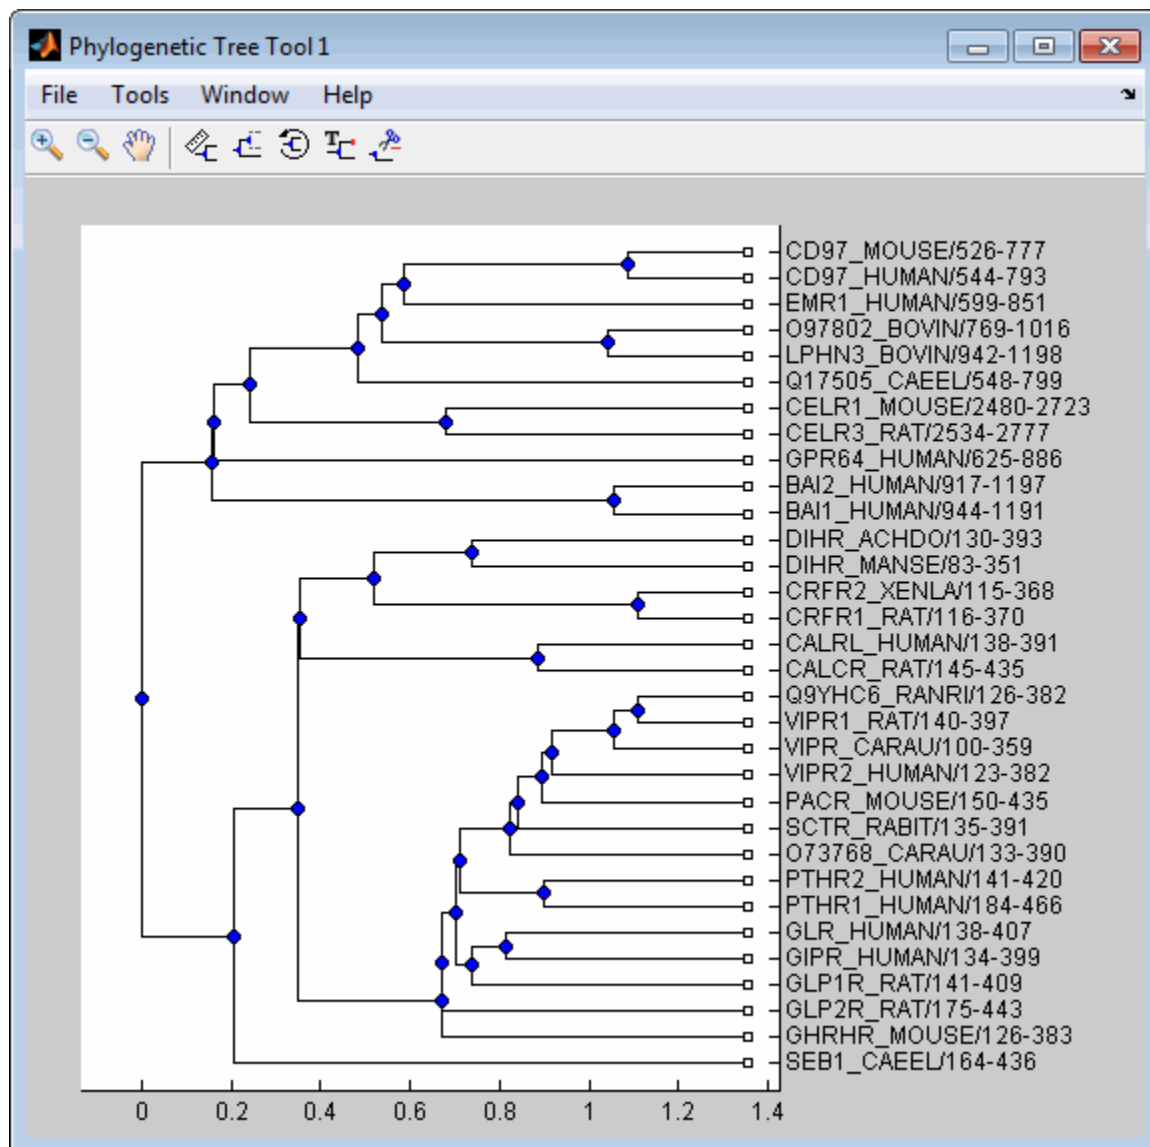 Phylogenetic Tree Tool 1
File Tools Window Help
CD97_MOUSE/526-777
CD97_HUMAN/544-793
EMR1_HUMAN/599-851
O97802_BOVIN/769-1016
LPHN3_BOVIN/942-1198
Q17505_CAEEL/548-799
CELR1_MOUSE/2480-2723
CELR3_RAT/2534-2777
GPR64_HUMAN/625-886
BAI2_HUMAN/917-1197
BAI1_HUMAN/944-1191
DIHR_ACHDO/130-393
DIHR_MANSE/83-351
CRFR2_XENLA/115-368
CRFR1_RAT/116-370
CALRL_HUMAN/138-391
CALCR_RAT/145-435
Q9YHC6_RANRI/126-382
VIPR1_RAT/140-397
VIPR_CARAU/100-359
VIPR2_HUMAN/123-382
PACR_MOUSE/150-435
SCTR_RABIT/135-391
O73768_CARAU/133-390
PTHR2_HUMAN/141-420
PTHR1_HUMAN/184-466
GLR_HUMAN/138-407
GIPR_HUMAN/134-399
GLP1R_RAT/141-409
GLP2R_RAT/175-443
GHRHR_MOUSE/126-383
SEB1_CAEEL/164-436
0 0.2 0.4 0.6 0.8 1 1.2 1.4